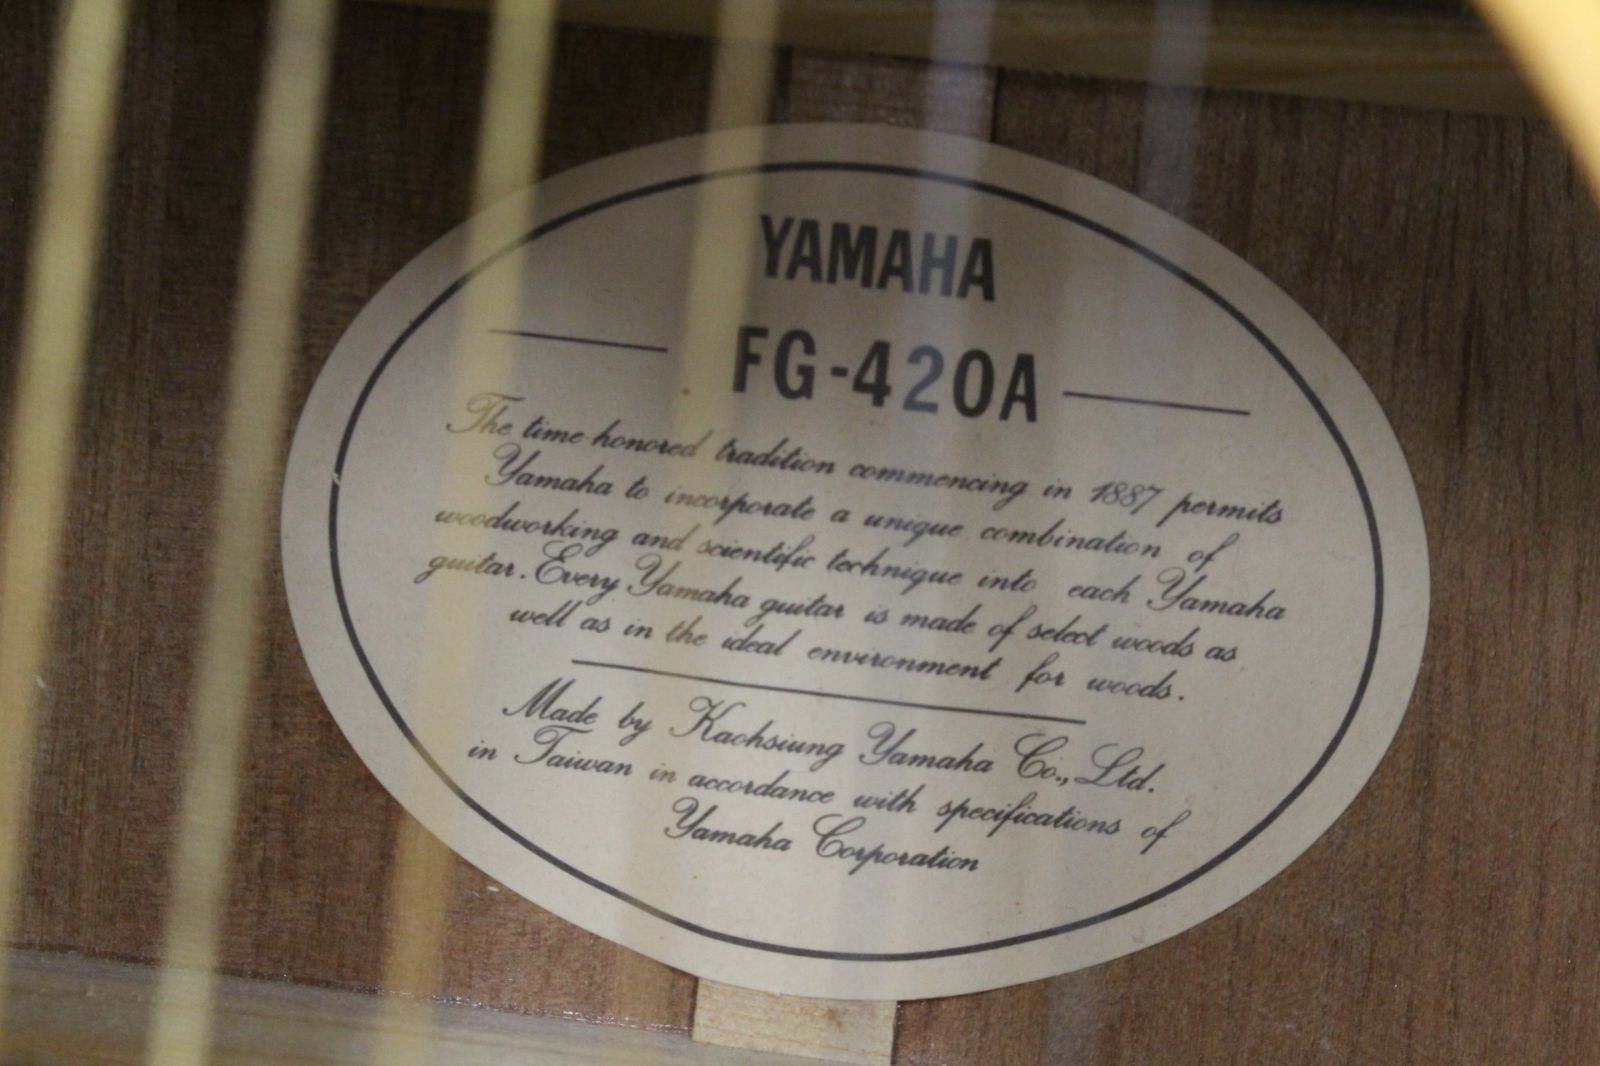 YAMAHA
FG-420A
The time-honored tradition commencing in 1887 permits
Yamaha to incorporate a unique combination of
woodworking and scientific technique into each Yamaha
guitar. Every Yamaha guitar is made of select woods as
well as in the ideal environment for woods.
Made by Kaohsiung Yamaha Co., Ltd.
in Taiwan in accordance with specifications of
Yamaha Corporation